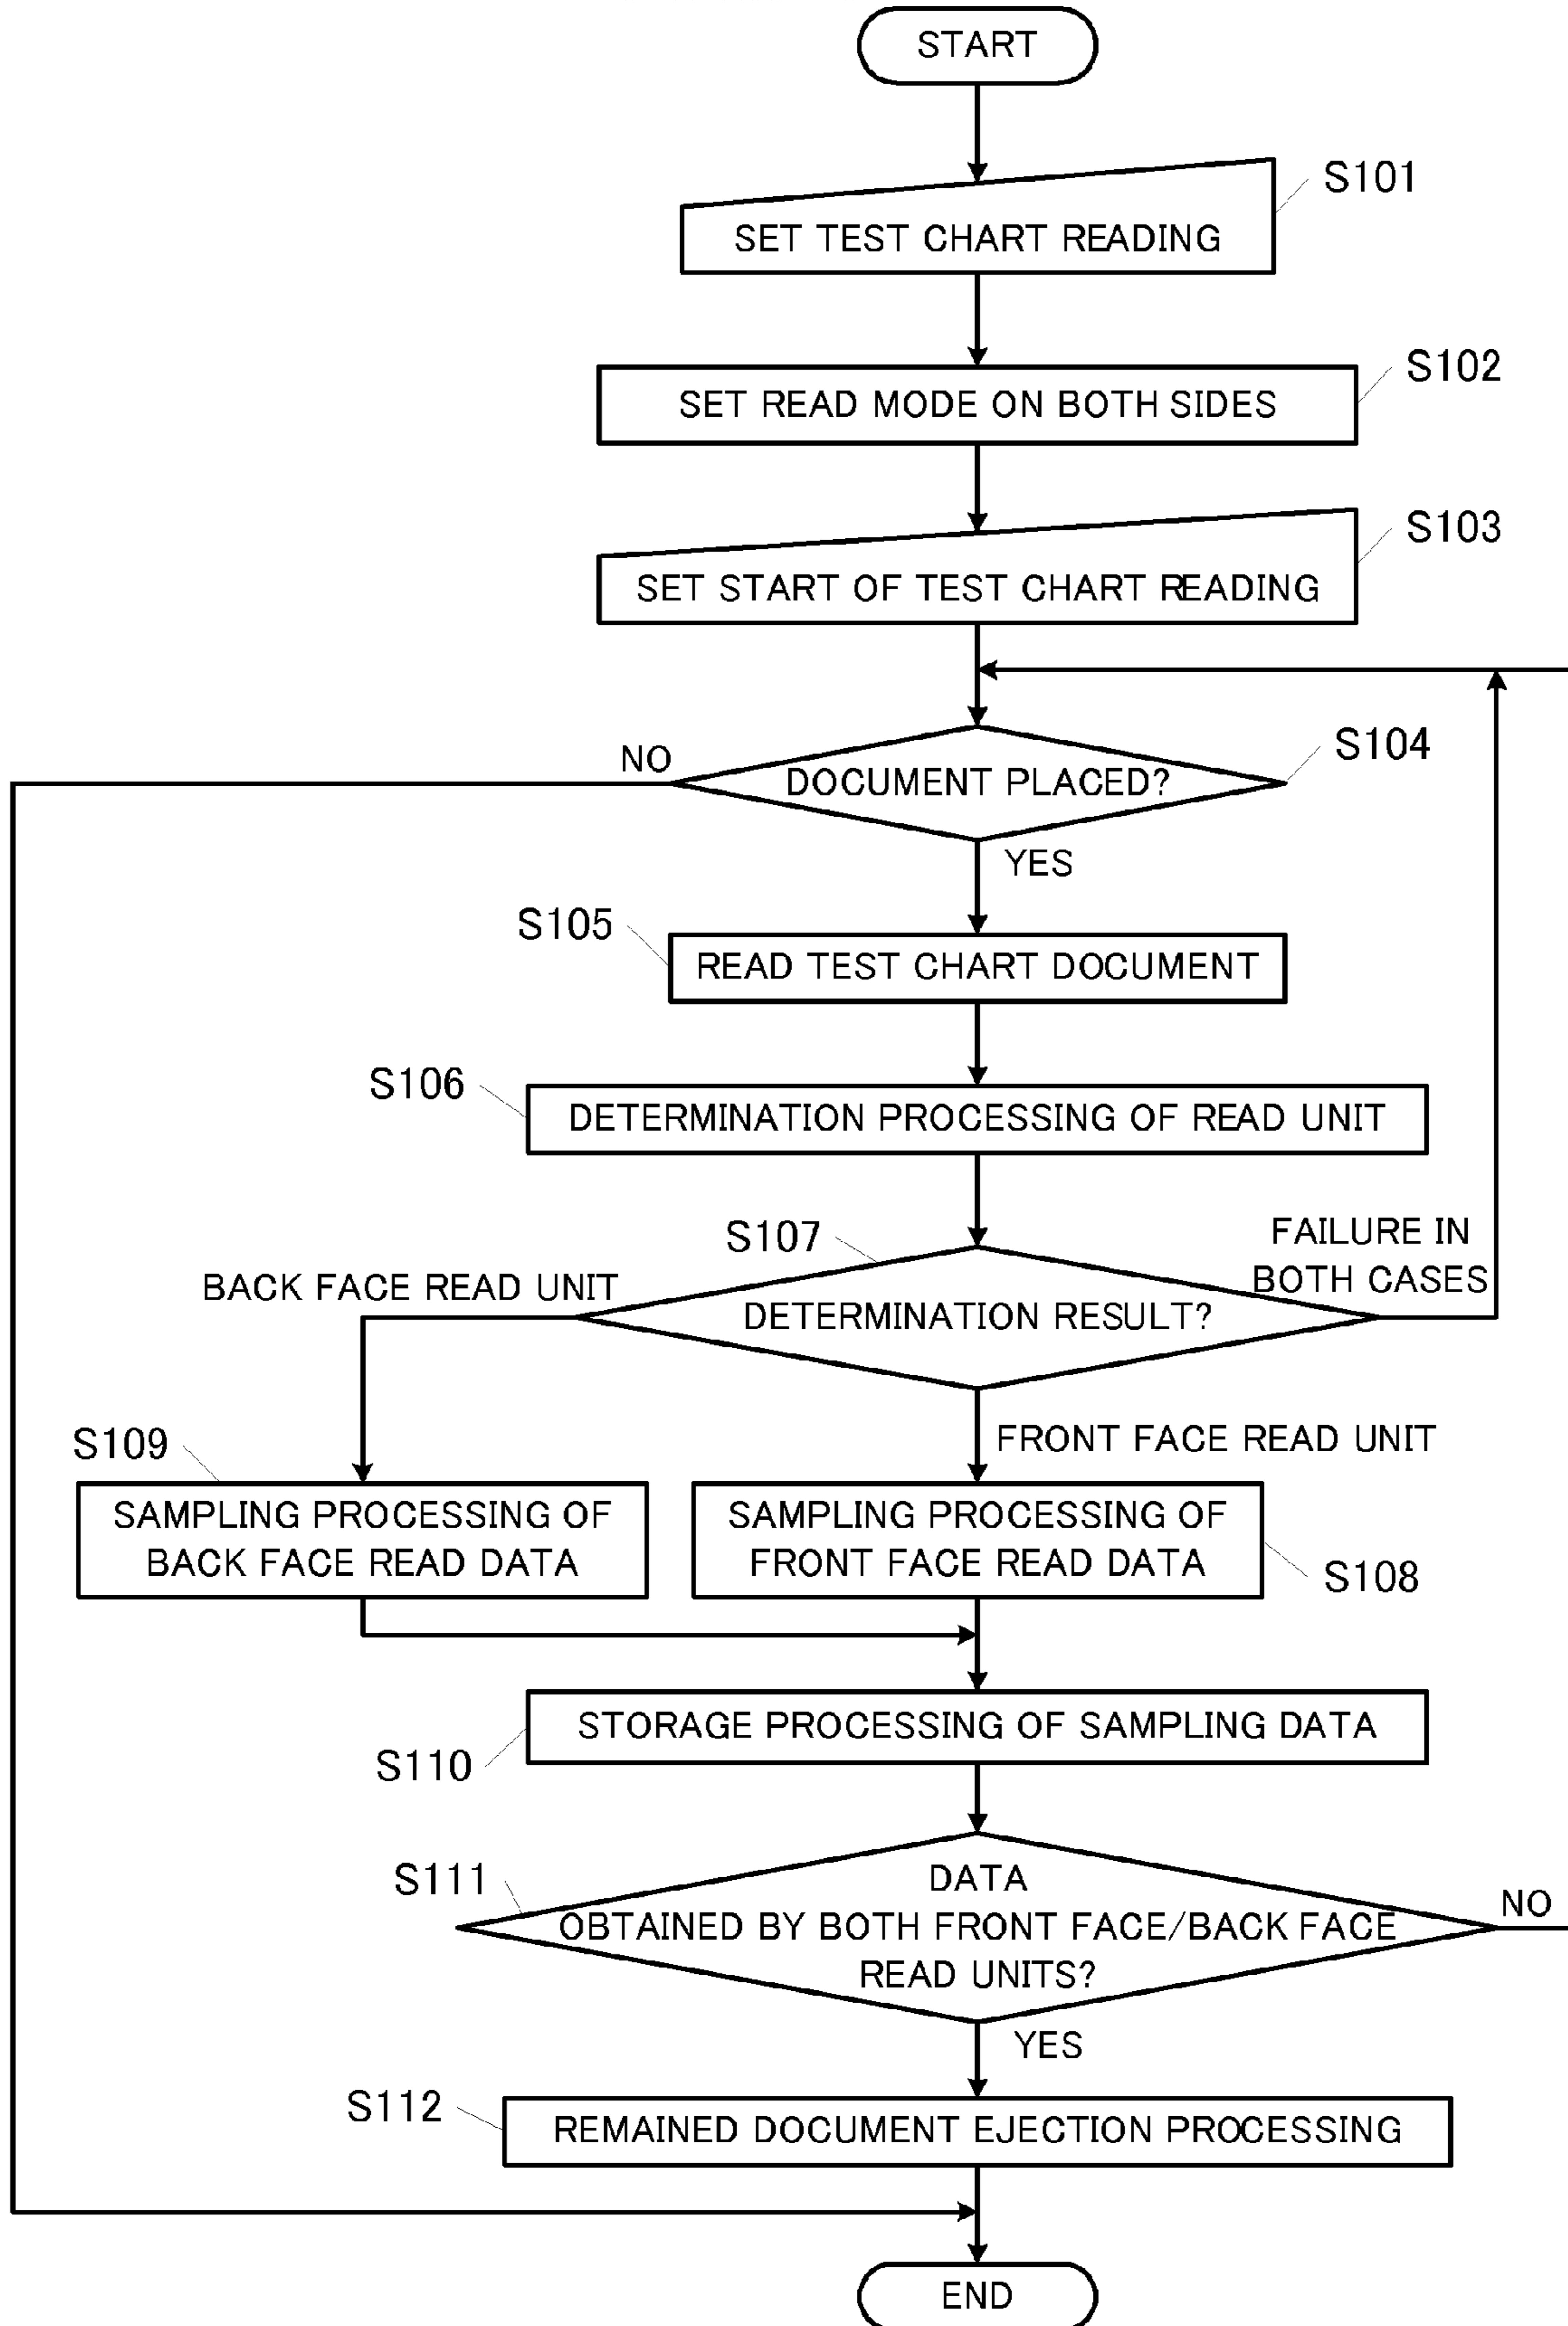 START
S101
SET TEST CHART READING
S102
SET READ MODE ON BOTH SIDES
S103
SET START OF TEST CHART READING
S104
NO
DOCUMENT PLACED?
YES
S105
READ TEST CHART DOCUMENT
S106
DETERMINATION PROCESSING OF READ UNIT
S107
FAILURE IN
BOTH CASES
BACK FACE READ UNIT
DETERMINATION RESULT?
FRONT FACE READ UNIT
S109
SAMPLING PROCESSING OF
BACK FACE READ DATA
SAMPLING PROCESSING OF
FRONT FACE READ DATA
S108
STORAGE PROCESSING OF SAMPLING DATA
S110
S111
DATA
OBTAINED BY BOTH FRONT FACE/BACK FACE
READ UNITS?
NO
YES
S112
REMAINED DOCUMENT EJECTION PROCESSING
END